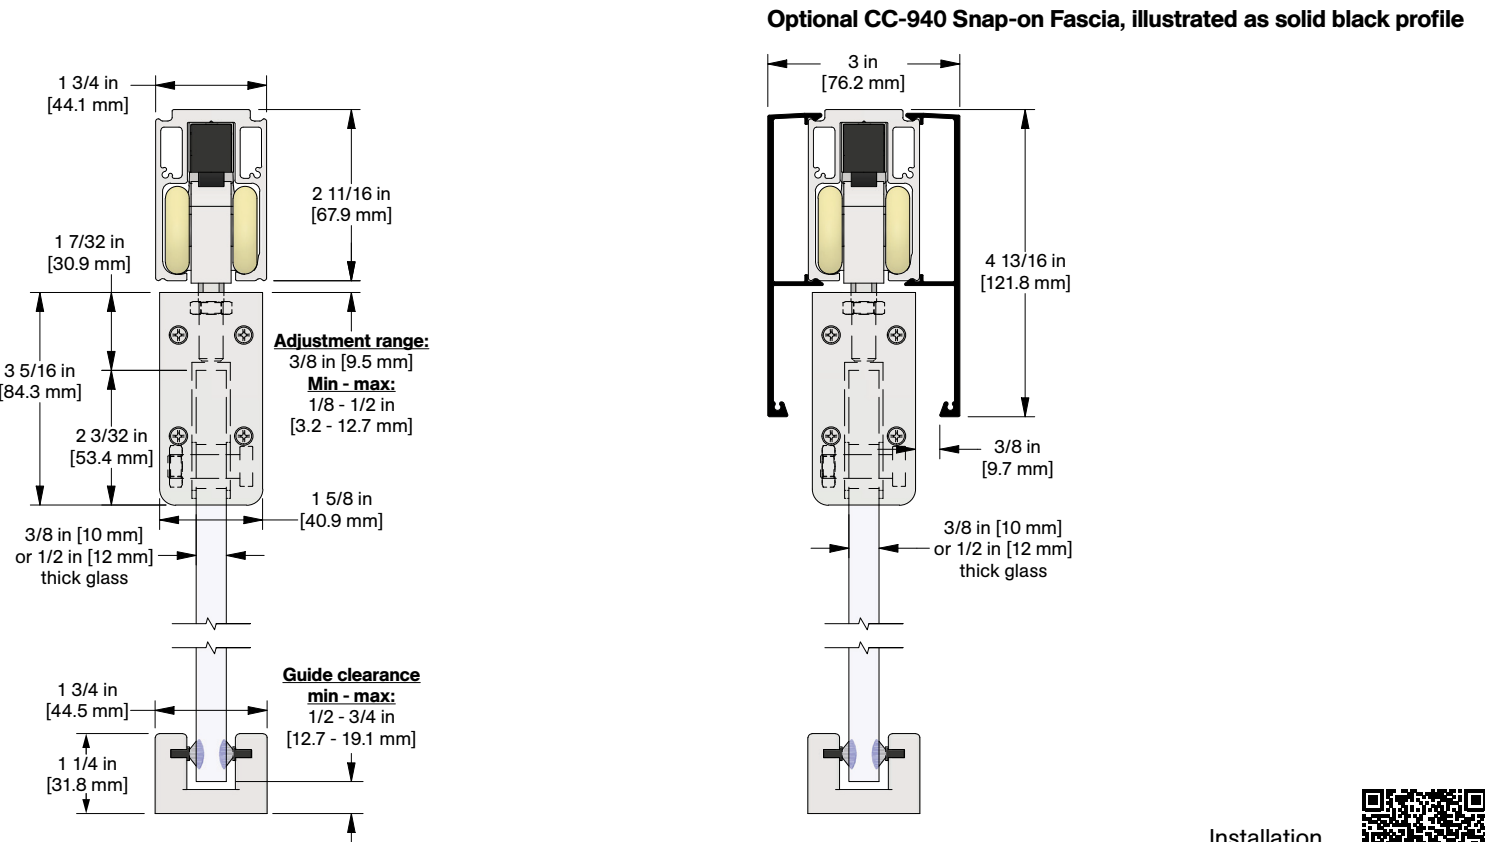 Optional CC-940 Snap-on Fascia, illustrated as solid black profile
1 3/4 in
[44.1 mm]
2 11/16 in
[67.9 mm]
1 7/32 in
[30.9 mm]
Adjustment range:
3/8 in [9.5 mm]
Min - max:
1/8 - 1/2 in
[3.2 - 12.7 mm]
3 5/16 in
[84.3 mm]
2 3/32 in
[53.4 mm]
1 5/8 in
[40.9 mm]
3/8 in [10 mm]
or 1/2 in [12 mm]
thick glass
Guide clearance
min - max:
1/2 - 3/4 in
[12.7 - 19.1 mm]
1 3/4 in
[44.5 mm]
1 1/4 in
[31.8 mm]
3 in
[76.2 mm]
4 13/16 in
[121.8 mm]
3/8 in
[9.7 mm]
3/8 in [10 mm]
or 1/2 in [12 mm]
thick glass
Installation